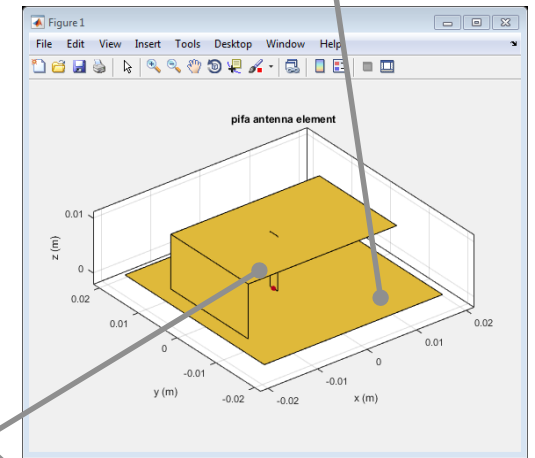 Figure 1
File Edit View Insert Tools Desktop Window Help
pifa antenna element
0.01
0
z (m)
0.02
0.01
0
-0.01
-0.02
y (m)
0.02
0.01
0
-0.01
-0.02
x (m)